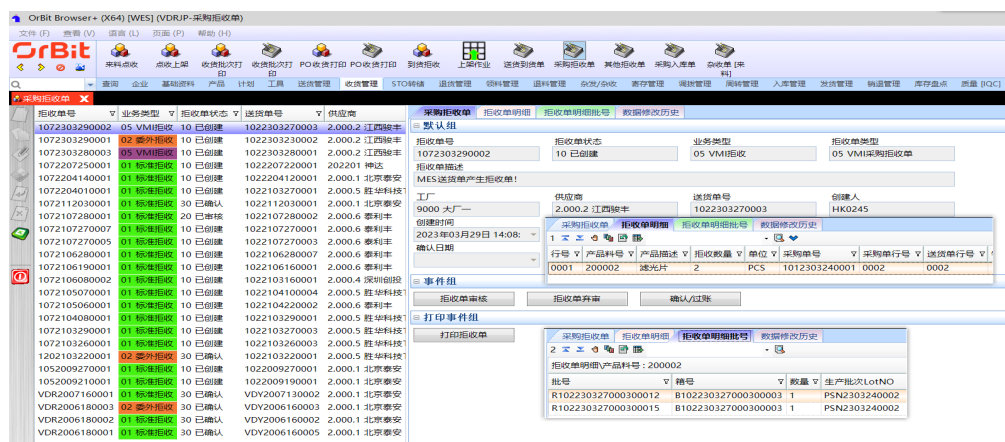 OrBit Browser+ (X64) [WES] (VDRJP-采购拒收单)
文件 (F) 查看 (V) 语言 (L) 页面 (P) 帮助 (H)
OrBit
来料点收 点收上架 收货批次打印 收货批次打印 PO收货打印 PO收货打印 到货拒收 上架作业 送货到货单 采购拒收单 其他拒收单 采购入库单 杂收单 [来料]
查询 企业 基础资料 产品 计划 工具 送货管理 收货管理 STO转储 退货管理 领料管理 退料管理 杂发/杂收 寄存管理 调拨管理 周转管理 入库管理 发货管理 销退管理 库存盘点 质量 [IQC]
采购拒收单 X
拒收单号 业务类型 拒收单状态 送货单号 供应商
1072303290002 05 VMI拒收 10 已创建 1022303270003 2.000.2 江西骏丰
1072303290001 02 委外拒收 10 已创建 1022303230002 2.000.2 江西骏丰
1072303280003 05 VMI拒收 10 已创建 1022303280001 2.000.2 江西骏丰
1072207250001 01 标准拒收 10 已创建 1022207220001 202201 神达
1072204140001 01 标准拒收 10 已创建 1022204120001 2.000.1 北京泰安
1072204010001 01 标准拒收 10 已创建 1022103270001 2.000.5 胜华科技
1072112030001 01 标准拒收 30 已确认 1022112030001 2.000.1 北京泰安
1072107280001 01 标准拒收 20 已审核 1022107280002 2.000.6 泰利丰
1072107270007 01 标准拒收 10 已创建 1022107270001 2.000.6 泰利丰
1072107270005 01 标准拒收 10 已创建 1022107270003 2.000.6 泰利丰
1072106280001 01 标准拒收 10 已创建 1022106280007 2.000.6 泰利丰
1072106190001 01 标准拒收 10 已创建 1022106160001 2.000.6 泰利丰
1072106080002 01 标准拒收 10 已创建 1022103160001 2.000.4 深圳创投
1072105070001 01 标准拒收 10 已创建 1022104100004 2.000.5 胜华科技
1072105060001 01 标准拒收 10 已创建 1022104220002 2.000.6 泰利丰
1072104080001 01 标准拒收 10 已创建 1022103290001 2.000.5 胜华科技
1072103290001 01 标准拒收 10 已创建 1022103270003 2.000.5 胜华科技
1072103260001 01 标准拒收 10 已创建 1022103260003 2.000.5 胜华科技
1202103220001 02 委外拒收 30 已确认 1022103220001 2.000.5 胜华科技
1052009270001 01 标准拒收 10 已创建 1022009270001 2.000.1 北京泰安
1052009210001 01 标准拒收 10 已创建 1022009190001 2.000.1 北京泰安
VDR2007160001 01 标准拒收 30 已确认 VDY2007130002 2.000.1 北京泰安
VDR2006180003 02 委外拒收 30 已确认 VDY2006160003 2.000.1 北京泰安
VDR2006180002 01 标准拒收 30 已确认 VDY2006160002 2.000.1 北京泰安
VDR2006180001 01 标准拒收 30 已确认 VDY2006160005 2.000.1 北京泰安
采购拒收单 拒收单明细 拒收单明细批号 数据修改历史
默认组
拒收单号 拒收单状态 业务类型 拒收单类型
1072303290002 10 已创建 05 VMI拒收 05 VMI采购拒收单
拒收单描述
MES送货单产生拒收单!
工厂 供应商 送货单号 创建人
9000 大厂一 2.000.2 江西骏丰 1022303270003 HK0245
创建时间
2023年03月29日 14:08:
确认日期
采购拒收单 拒收单明细 拒收单明细批号 数据修改历史
1
行号 产品料号 产品描述 拒收数量 单位 采购单号 采购单行号 送货单行号
0001 200002 滤光片 2 PCS 1012303240001 0002 0002
事件组
拒收单审核 拒收单弃审 确认/过账
打印事件组
打印拒收单
采购拒收单 拒收单明细 拒收单明细批号 数据修改历史
2
拒收单明细\产品料号 : 200002
批号 箱号 数量 生产批次LotNO
R102230327000300012 B102230327000300003 1 PSN2303240002
R102230327000300015 B102230327000300003 1 PSN2303240002